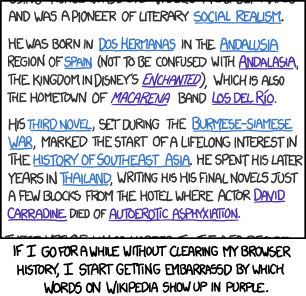 AND WAS A PIONEER OF LITERARY SOCIAL REALISM.
HE WAS BORN IN DOS HERMANAS IN THE ANDALUSIA
REGION OF SPAIN (NOT TO BE CONFUSED WITH ANDALASIA,
THE KINGDOM IN DISNEY'S ENCHANTED), WHICH IS ALSO
THE HOMETOWN OF MACARENA BAND LOS DEL RÍO.
HIS THIRD NOVEL, SET DURING THE BURMESE-SIAMESE
WAR, MARKED THE START OF A LIFELONG INTEREST IN
THE HISTORY OF SOUTHEAST ASIA. HE SPENT HIS LATER
YEARS IN THAILAND, WRITING HIS HIS FINAL NOVELS JUST
A FEW BLOCKS FROM THE HOTEL WHERE ACTOR DAVID
CARRADINE DIED OF AUTOEROTIC ASPHYXIATION.
IF I GO FOR A WHILE WITHOUT CLEARING MY BROWSER
HISTORY, I START GETTING EMBARRASSD BY WHICH
WORDS ON WIKIPEDIA SHOW UP IN PURPLE.